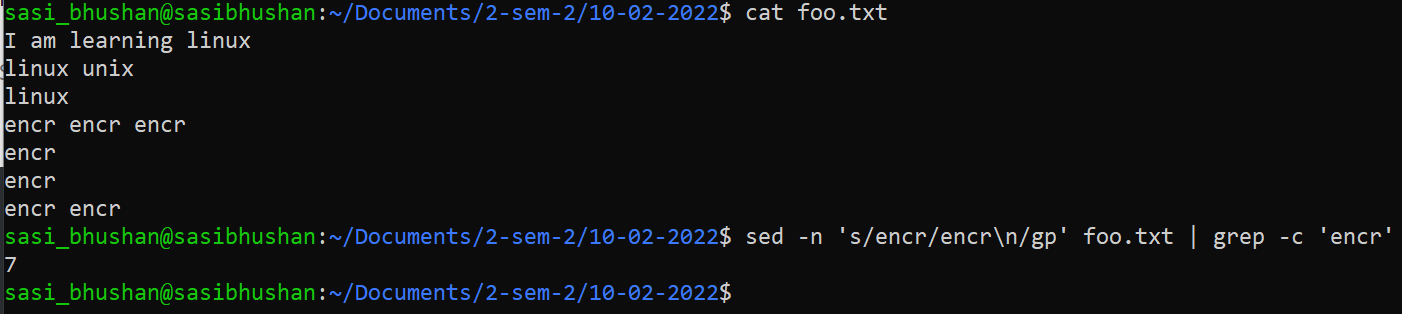 sasi_bhushan@sasibhushan:~/Documents/2-sem-2/10-02-2022$ cat foo.txt
I am learning linux
linux unix
linux
encr encr encr
encr
encr
encr encr
sasi_bhushan@sasibhushan:~/Documents/2-sem-2/10-02-2022$ sed -n 's/encr/encr\n/gp' foo.txt | grep -c 'encr'
7
sasi_bhushan@sasibhushan:~/Documents/2-sem-2/10-02-2022$